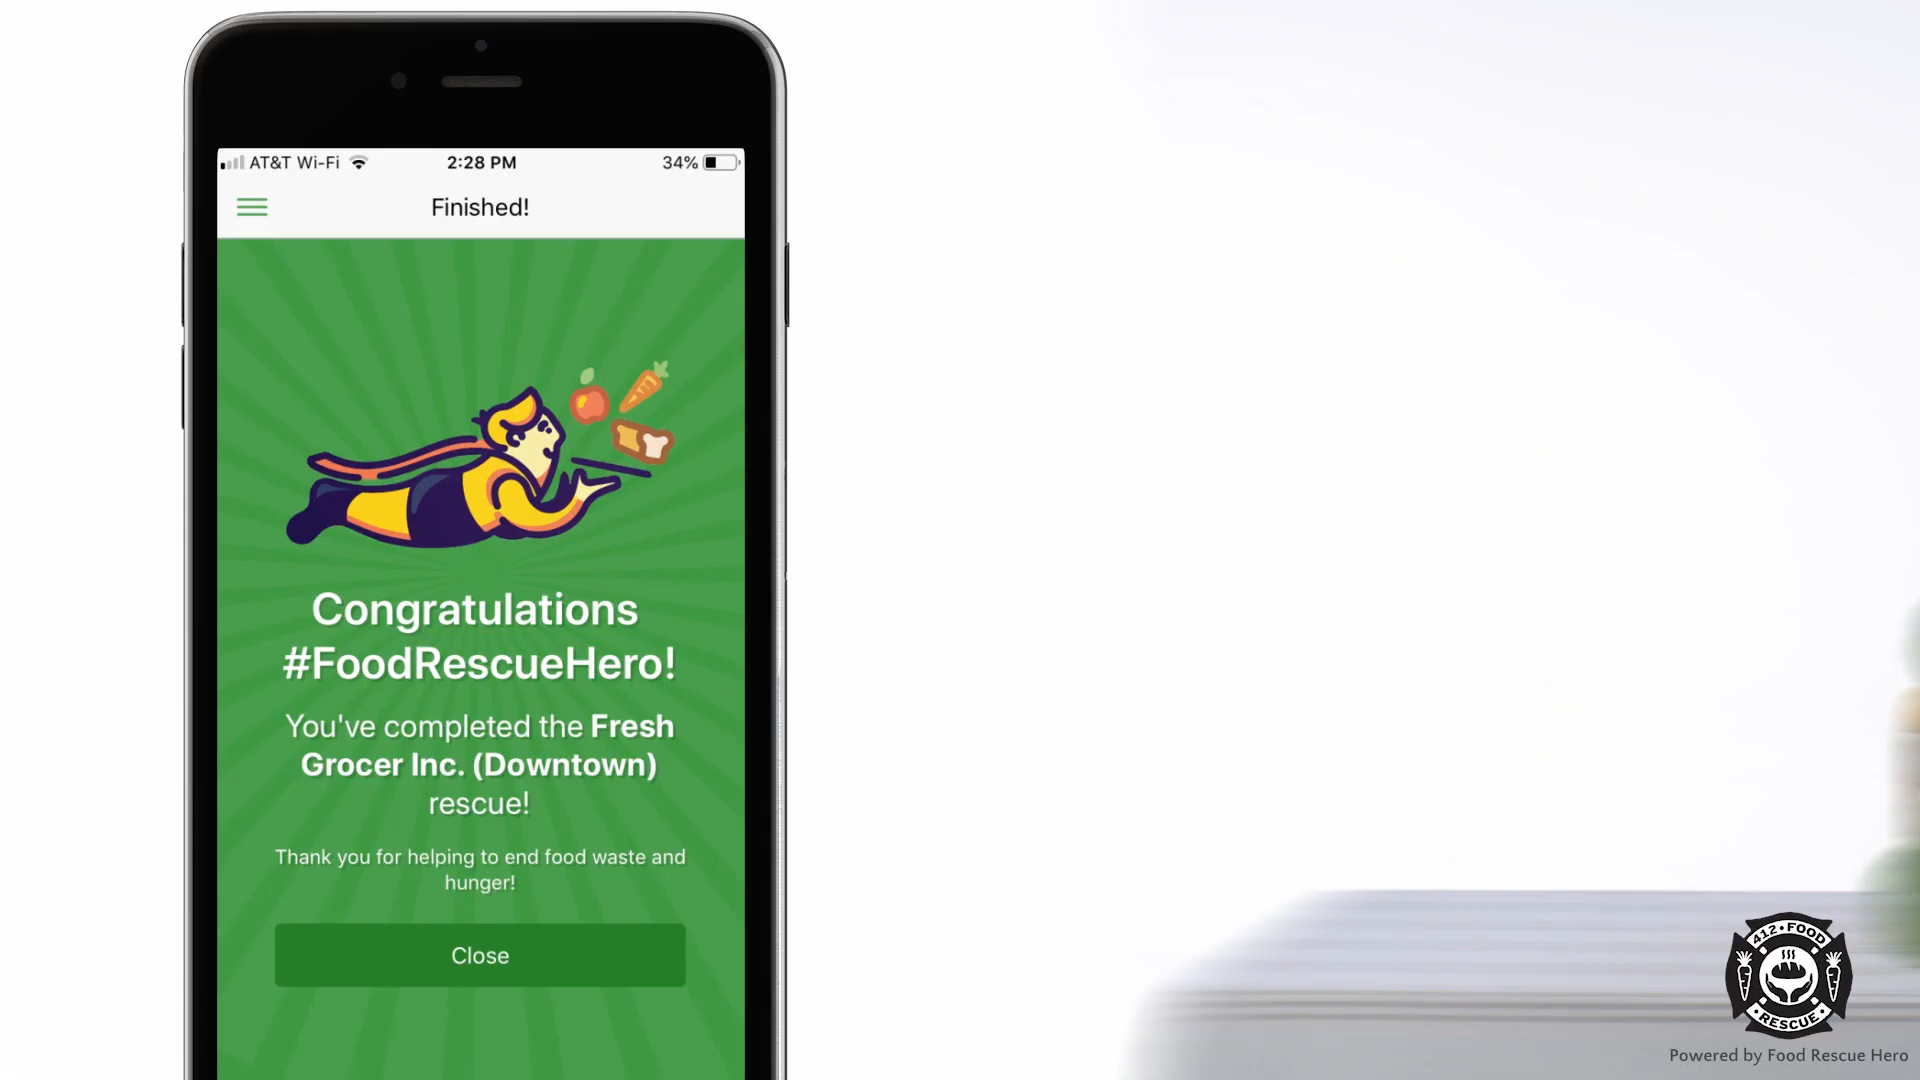 AT&T Wi-Fi 2:28 PM 34%
Finished!
Congratulations
#FoodRescueHero!
You've completed the Fresh
Grocer Inc. (Downtown)
rescue!
Thank you for helping to end food waste and
hunger!
Close
412 • FOOD
• RESCUE •
Powered by Food Rescue Hero